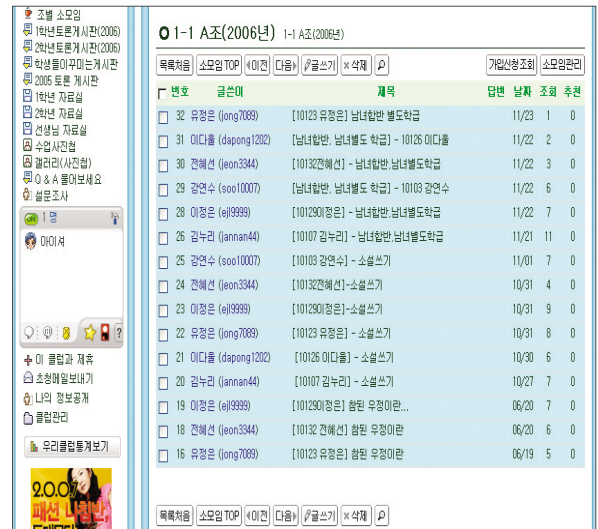 조별 소모임
1학년토론게시판(2006)
2학년토론게시판(2006)
학생들이꾸미는게시판
2005 토론 게시판
1학년 자료실
2학년 자료실
선생님 자료실
수업사진첩
갤러리(사진첩)
Q & A 물어보세요
설문조사
on 1 명
아이셔
이 클럽과 제휴
초청메일보내기
나의 정보공개
클럽관리
우리클럽통계보기
2.0.0.7
패션 나침반,
1-1 A조(2006년) 1-1 A조(2006년)
목록처음 소모임 TOP 이전 다음 글쓰기 × 삭제 가입신청조회 소모임관리
번호 글쓴이 제목 답변 날짜 조회 추천
32 유정은 (jong7089) [10123 유정은] 남녀합반 별도학급 11/23 1 0
31 이다울 (dapong1202) [남녀합반, 남녀별도 학급] - 10126 이다울 11/22 2 0
30 전혜선 (jeon3344) [10132전혜선] - 남녀합반,남녀별도학급 11/22 3 0
29 강연수 (soo10007) [남녀합반, 남녀별도 학급] - 10103 강연수 11/22 6 0
28 이정은 (ejl9999) [10129이정은] - 남녀합반,남녀별도학급 11/22 7 0
26 김누리 (jannan44) [10107 김누리] - 남녀합반,남녀별도학급 11/21 11 0
25 강연수 (soo10007) [10103 강연수] - 소설쓰기 11/01 7 0
24 전혜선 (jeon3344) [10132전혜선]-소설쓰기 10/31 4 0
23 이정은 (ejl9999) [10129이정은]-소설쓰기 10/31 9 0
22 유정은 (jong7089) [10123 유정은] - 소설쓰기 10/31 8 0
21 이다울 (dapong1202) [10126 이다울] - 소설쓰기 10/30 6 0
20 김누리 (jannan44) [10107 김누리] - 소설쓰기 10/27 7 0
19 이정은 (ejl9999) [10129이정은] 참된 우정이란... 06/20 7 0
18 전혜선 (jeon3344) [10132 전혜선] 참된 우정이란 06/20 6 0
16 유정은 (jong7089) [10123 유정은] 참된 우정이란 06/19 5 0
목록처음 소모임 TOP 이전 다음 글쓰기 × 삭제